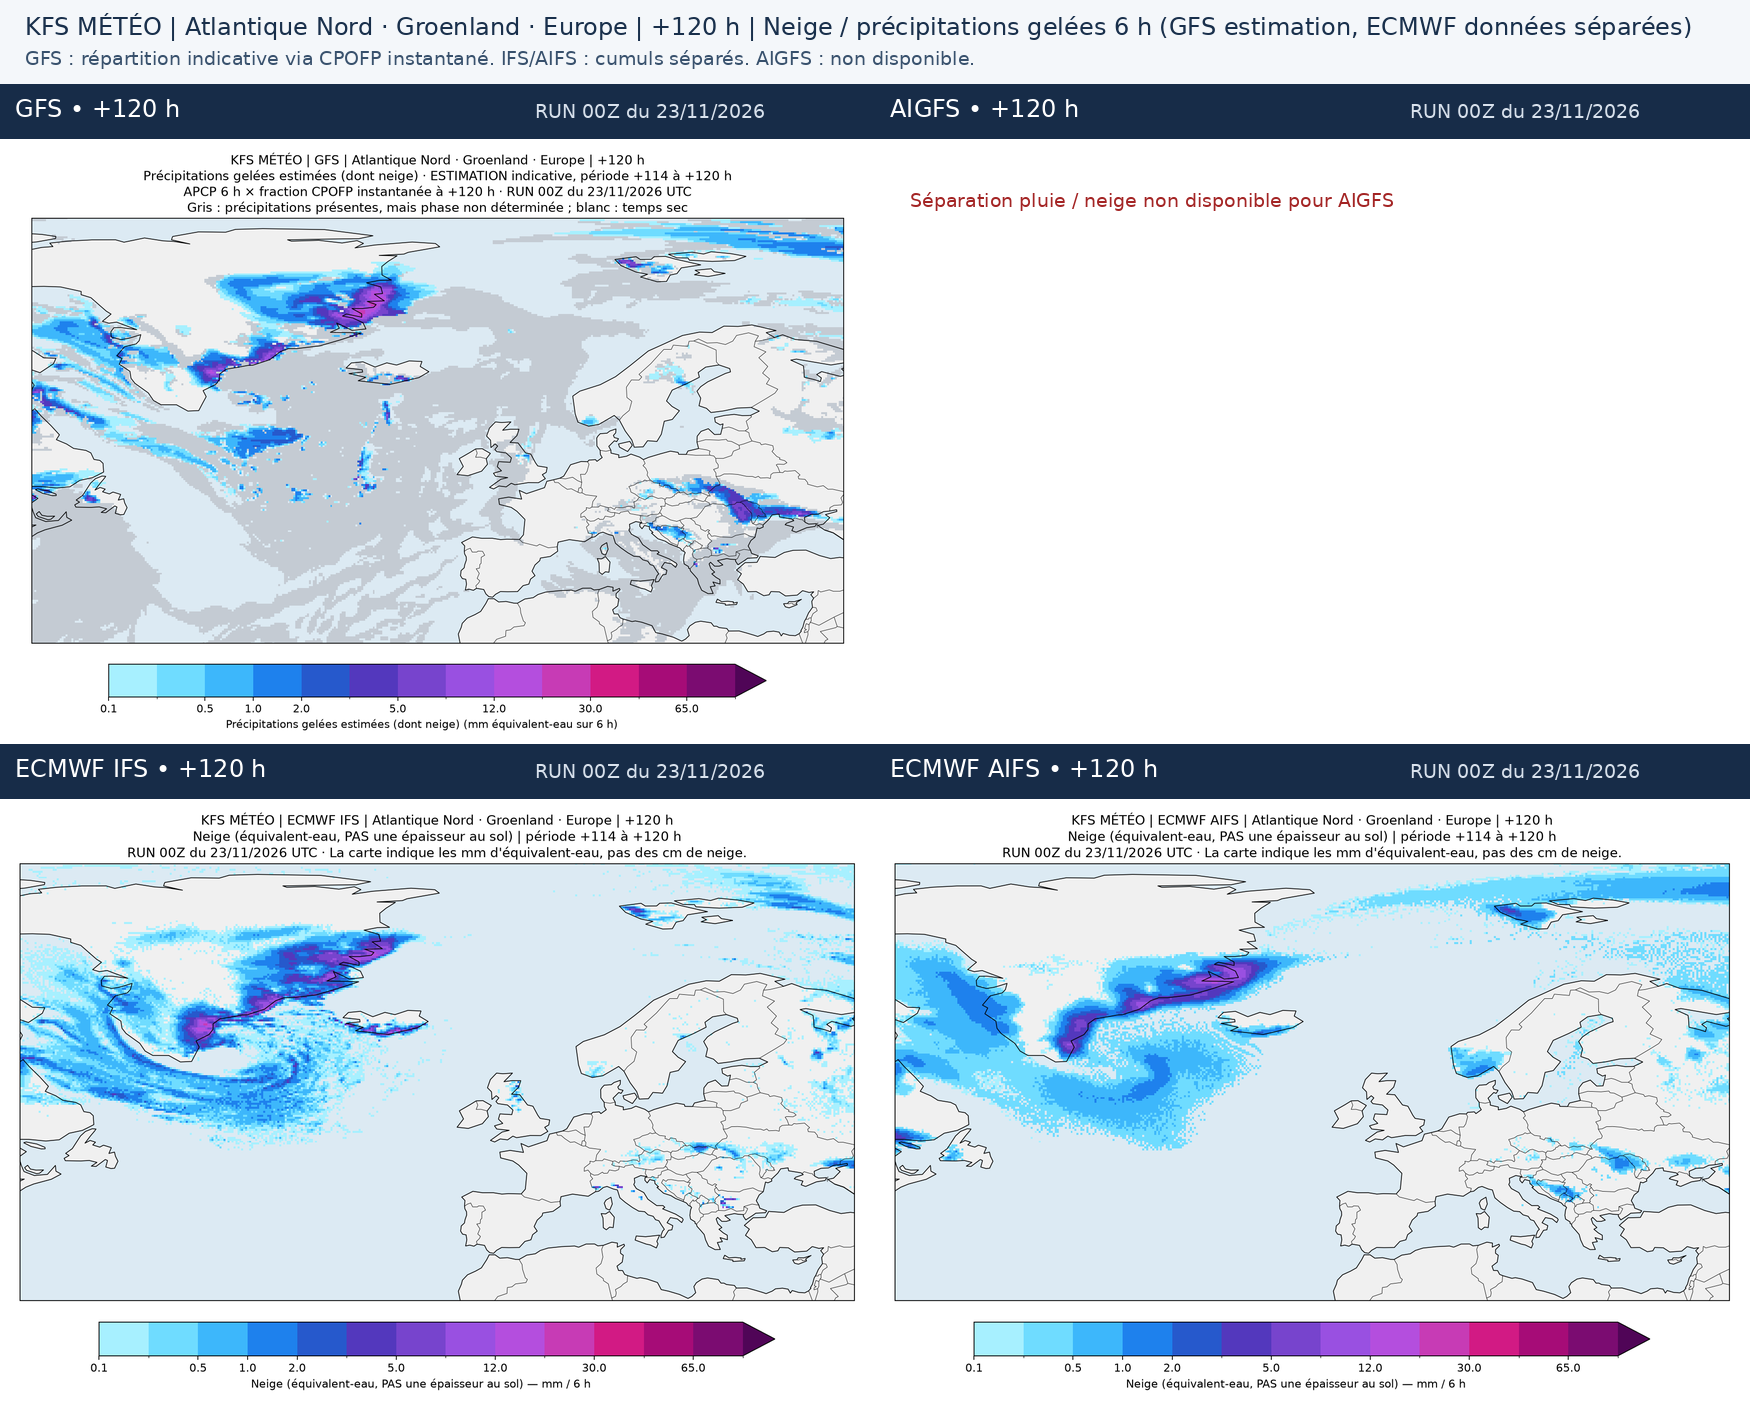 KFS MÉTÉO | Atlantique Nord · Groenland · Europe | +120 h | Neige / précipitations gelées 6 h (GFS estimation, ECMWF données séparées)
GFS : répartition indicative via CPOFP instantané. IFS/AIFS : cumuls séparés. AIGFS : non disponible.
GFS • +120 h
RUN 00Z du 23/11/2026
AIGFS • +120 h
RUN 00Z du 23/11/2026
KFS MÉTÉO | GFS | Atlantique Nord · Groenland · Europe | +120 h
Précipitations gelées estimées (dont neige) · ESTIMATION indicative, période +114 à +120 h
APCP 6 h × fraction CPOFP instantanée à +120 h · RUN 00Z du 23/11/2026 UTC
Gris : précipitations présentes, mais phase non déterminée ; blanc : temps sec
Séparation pluie / neige non disponible pour AIGFS
0.1 0.5 1.0 2.0 5.0 12.0 30.0 65.0
Précipitations gelées estimées (dont neige) (mm équivalent-eau sur 6 h)
ECMWF IFS • +120 h
RUN 00Z du 23/11/2026
ECMWF AIFS • +120 h
RUN 00Z du 23/11/2026
KFS MÉTÉO | ECMWF IFS | Atlantique Nord · Groenland · Europe | +120 h
Neige (équivalent-eau, PAS une épaisseur au sol) | période +114 à +120 h
RUN 00Z du 23/11/2026 UTC · La carte indique les mm d'équivalent-eau, pas des cm de neige.
0.1 0.5 1.0 2.0 5.0 12.0 30.0 65.0
Neige (équivalent-eau, PAS une épaisseur au sol) — mm / 6 h
KFS MÉTÉO | ECMWF AIFS | Atlantique Nord · Groenland · Europe | +120 h
Neige (équivalent-eau, PAS une épaisseur au sol) | période +114 à +120 h
RUN 00Z du 23/11/2026 UTC · La carte indique les mm d'équivalent-eau, pas des cm de neige.
0.1 0.5 1.0 2.0 5.0 12.0 30.0 65.0
Neige (équivalent-eau, PAS une épaisseur au sol) — mm / 6 h